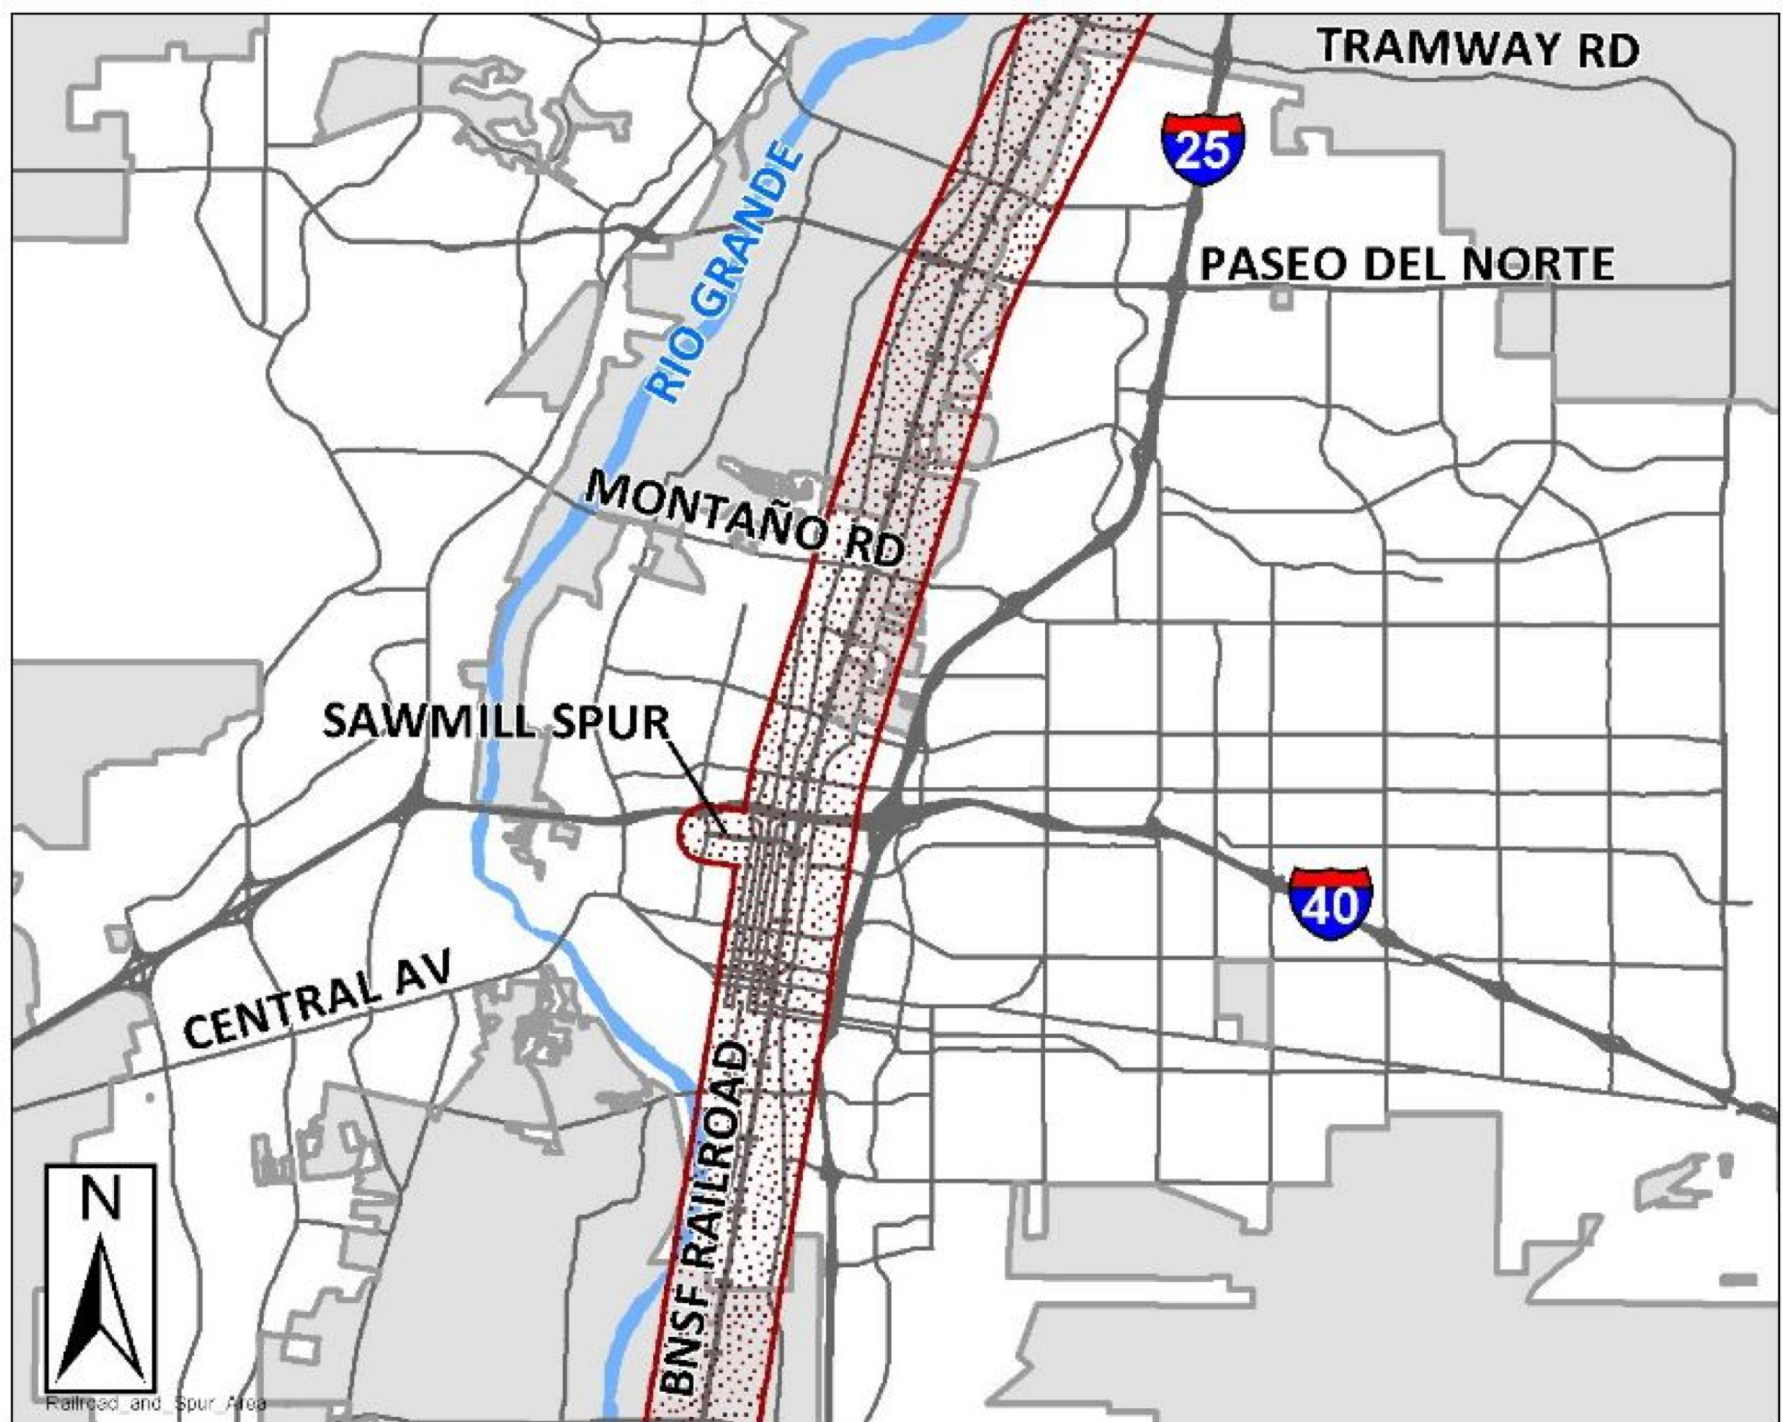 TRAMWAY RD
25
PASEO DEL NORTE
RIO GRANDE
MONTAÑO RD
SAWMILL SPUR
40
CENTRAL AV
BNSF RAILROAD
N
Railroad_and_Spur_Area